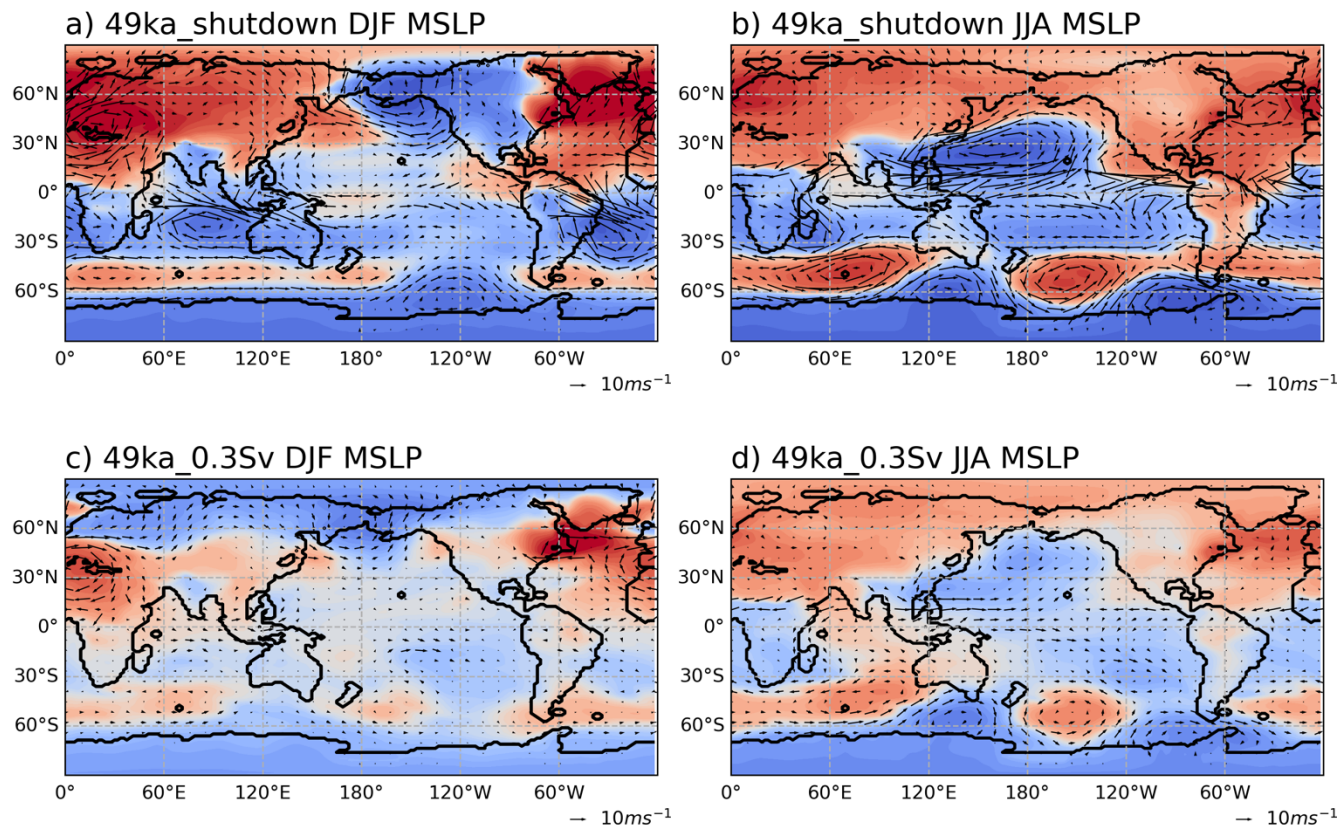 a) 49ka_shutdown DJF MSLP
60°N
30°N
0°
30°S
60°S
0° 60°E 120°E 180° 120°W 60°W
→ 10ms⁻¹
b) 49ka_shutdown JJA MSLP
60°N
30°N
0°
30°S
60°S
0° 60°E 120°E 180° 120°W 60°W
→ 10ms⁻¹
c) 49ka_0.3Sv DJF MSLP
60°N
30°N
0°
30°S
60°S
0° 60°E 120°E 180° 120°W 60°W
→ 10ms⁻¹
d) 49ka_0.3Sv JJA MSLP
60°N
30°N
0°
30°S
60°S
0° 60°E 120°E 180° 120°W 60°W
→ 10ms⁻¹